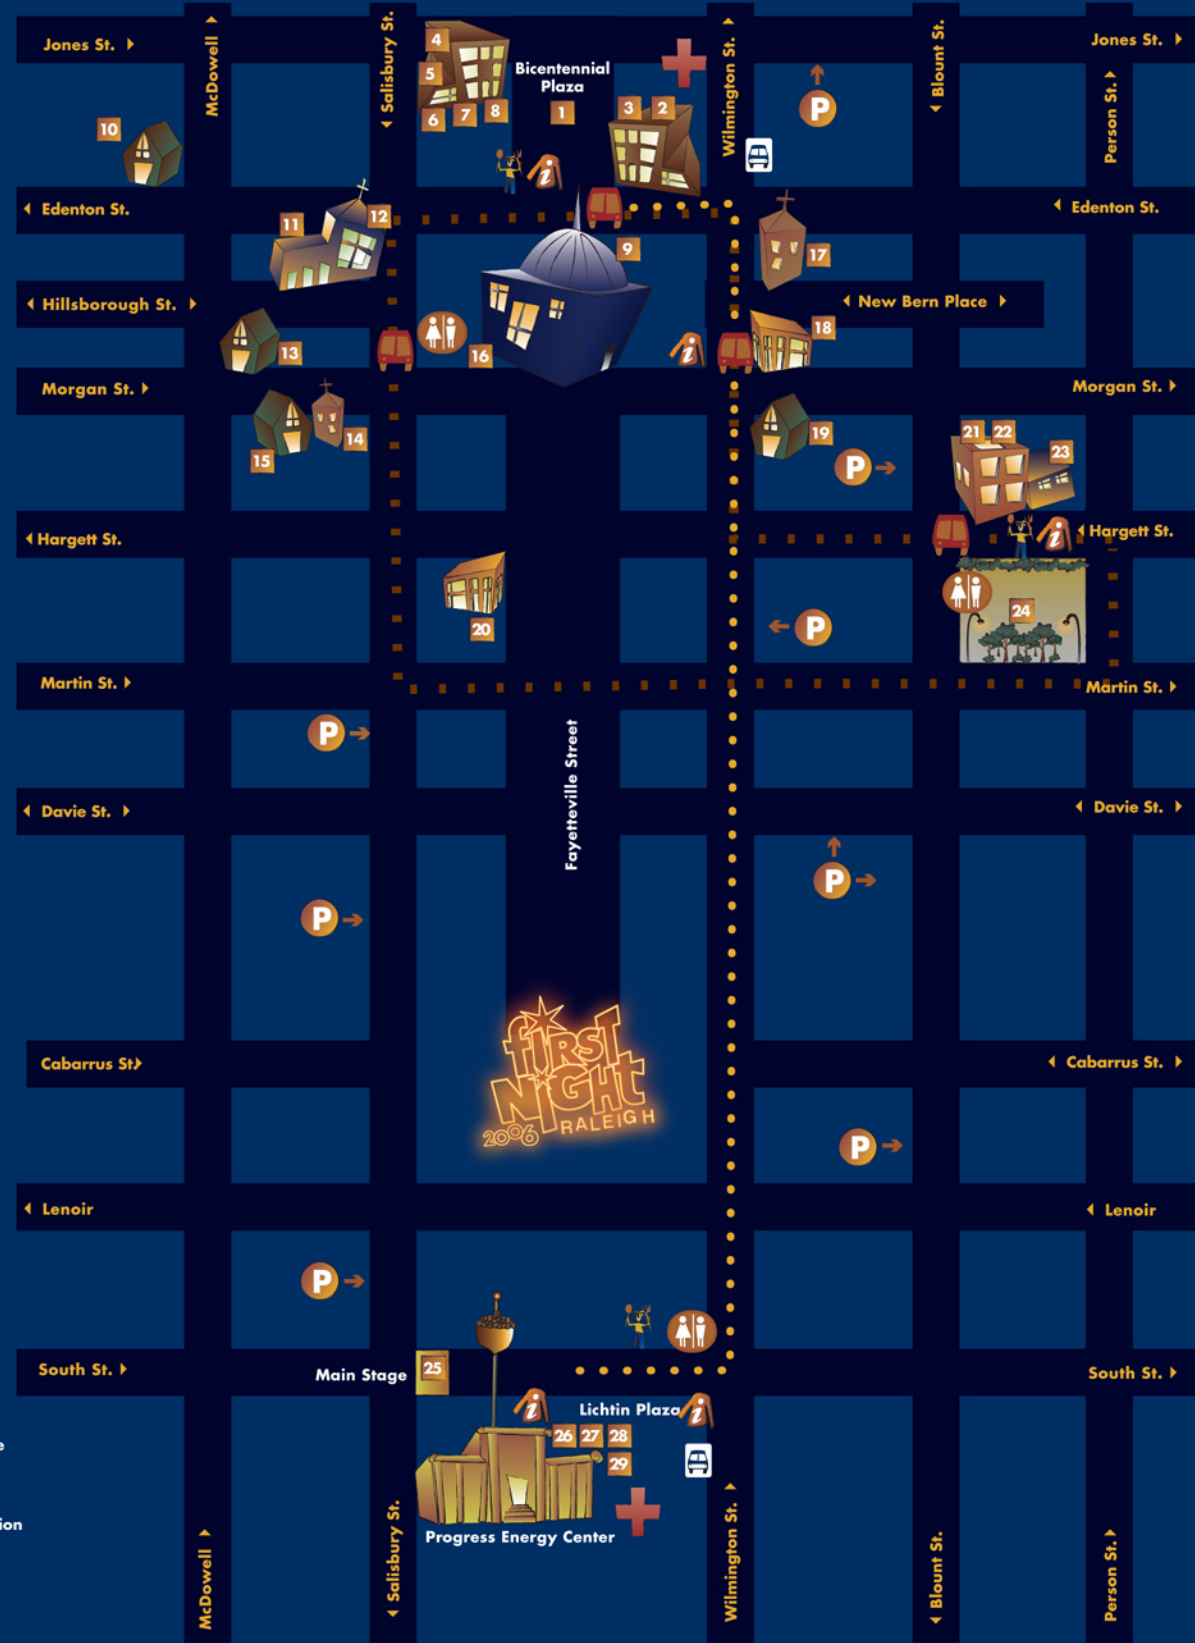 Jones St.
McDowell
Salisbury St.
4
5
6
7
8
Bicentennial
Plaza
1
3
2
Wilmington St.
P
Blount St.
Jones St.
Person St.
10
i
Edenton St.
11
12
9
17
Edenton St.
Hillsborough St.
New Bern Place
13
16
i
18
Morgan St.
Morgan St.
14
15
19
P
21
22
23
Hargett St.
i
Hargett St.
20
P
24
Martin St.
Martin St.
P
Fayetteville Street
Davie St.
Davie St.
P
P
First
Night
2006
Raleigh
Cabarrus St.
Cabarrus St.
P
Lenoir
Lenoir
P
South St.
Main Stage
25
South St.
i
Lichtin Plaza
i
26
27
28
29
Progress Energy Center
e
ion
McDowell
Salisbury St.
Wilmington St.
Blount St.
Person St.